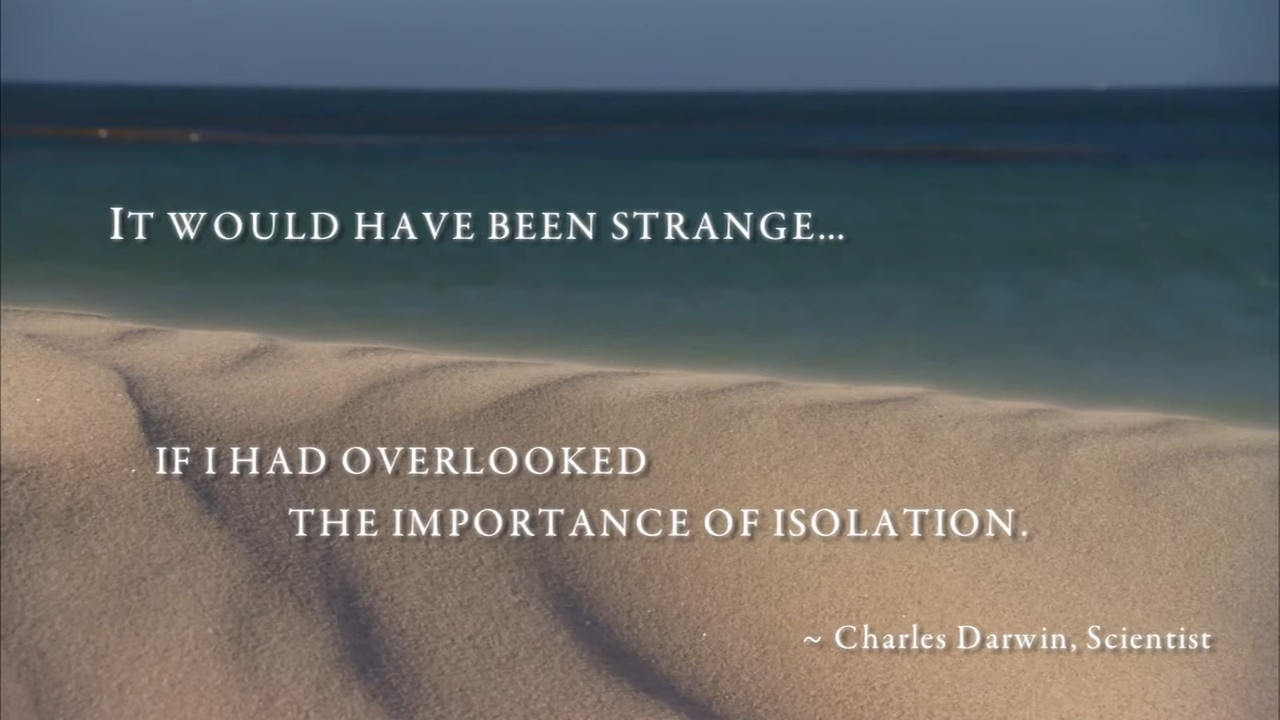 IT WOULD HAVE BEEN STRANGE...
IF I HAD OVERLOOKED
THE IMPORTANCE OF ISOLATION.
~ Charles Darwin, Scientist